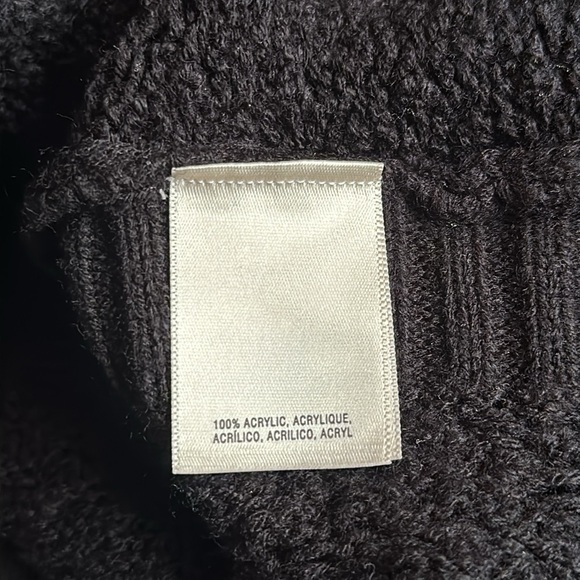 100% ACRYLIC, ACRYLIQUE,
ACRÍLICO, ACRILICO, ACRYL